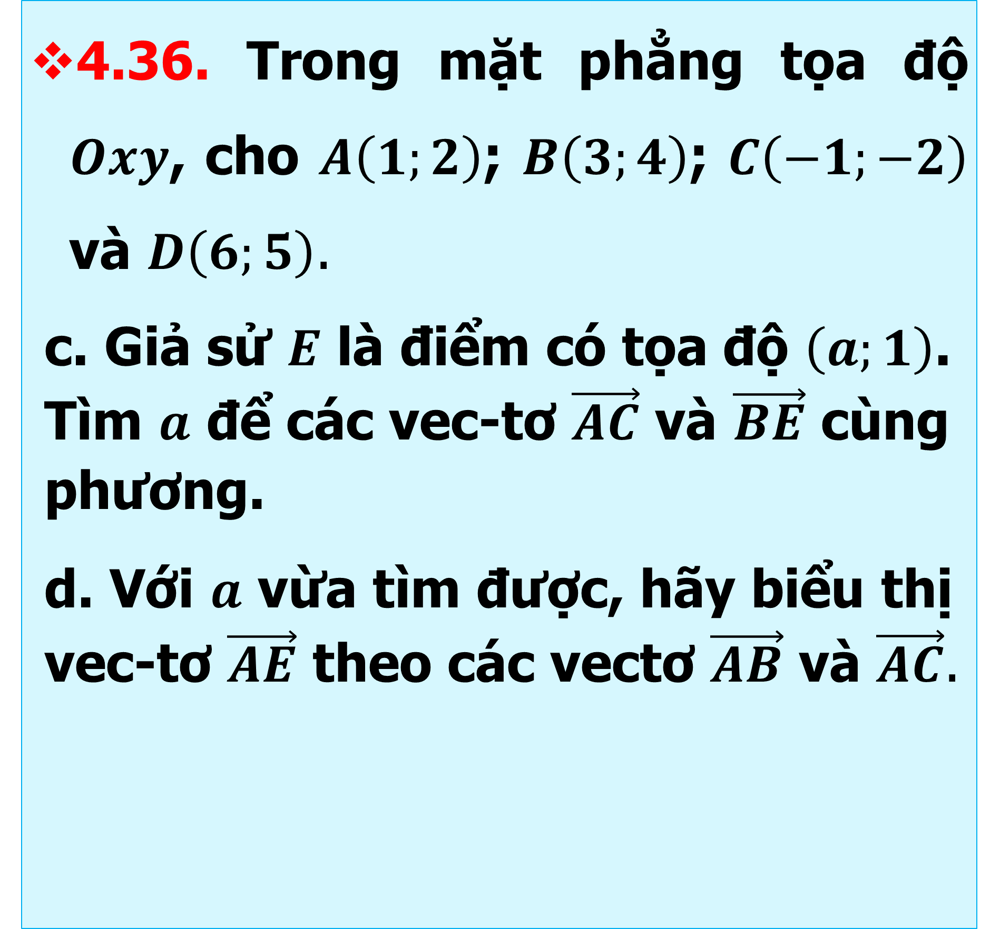 ❖4.36. Trong mặt phẳng tọa độ
Oxy, cho A(1; 2); B(3; 4); C(−1; −2)
và D(6; 5).
c. Giả sử E là điểm có tọa độ (a; 1).
Tìm a để các vec-tơ $\overrightarrow{AC}$ và $\overrightarrow{BE}$ cùng
phương.
d. Với a vừa tìm được, hãy biểu thị
vec-tơ $\overrightarrow{AE}$ theo các vectơ $\overrightarrow{AB}$ và $\overrightarrow{AC}$.